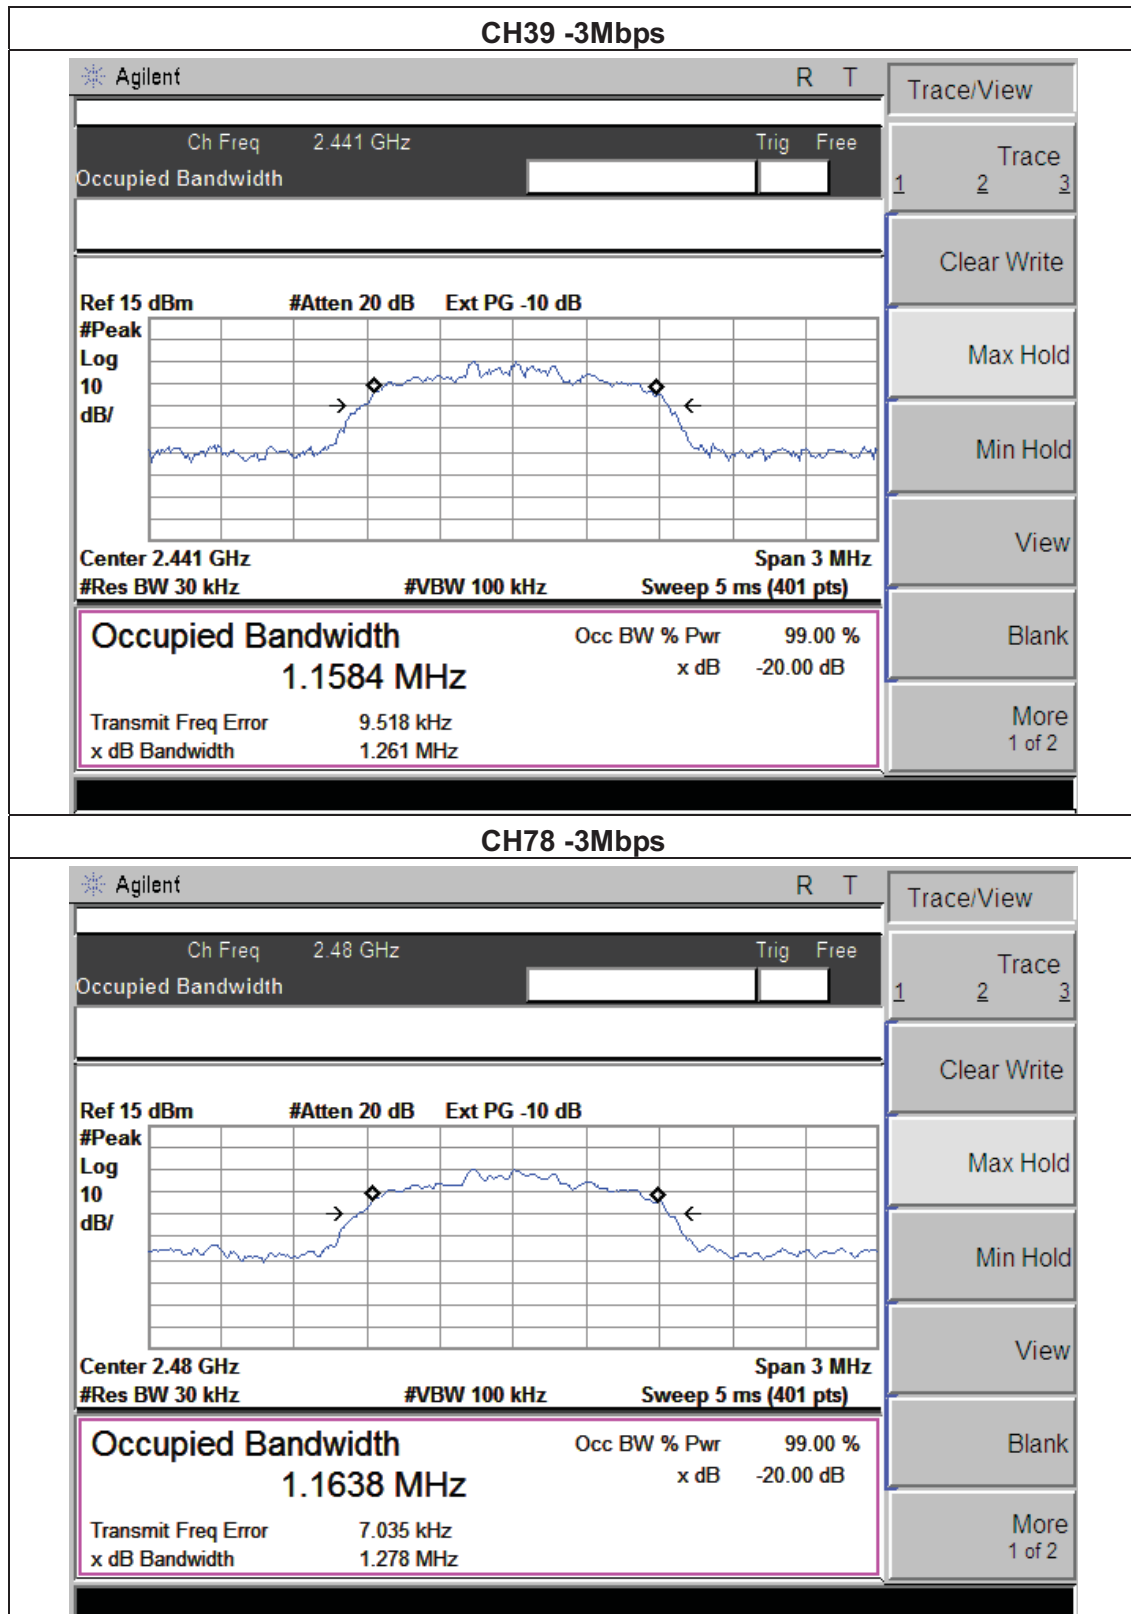 CH39 -3Mbps
Agilent R T
Trace/View
Ch Freq 2.441 GHz Trig Free
Occupied Bandwidth
Trace
1 2 3
Clear Write
Ref 15 dBm #Atten 20 dB Ext PG -10 dB
#Peak
Log
10
dB/
Max Hold
Min Hold
View
Center 2.441 GHz Span 3 MHz
#Res BW 30 kHz #VBW 100 kHz Sweep 5 ms (401 pts)
Occupied Bandwidth Occ BW % Pwr 99.00 %
1.1584 MHz x dB -20.00 dB
Blank
Transmit Freq Error 9.518 kHz
x dB Bandwidth 1.261 MHz
More
1 of 2
CH78 -3Mbps
Agilent R T
Trace/View
Ch Freq 2.48 GHz Trig Free
Occupied Bandwidth
Trace
1 2 3
Clear Write
Ref 15 dBm #Atten 20 dB Ext PG -10 dB
#Peak
Log
10
dB/
Max Hold
Min Hold
View
Center 2.48 GHz Span 3 MHz
#Res BW 30 kHz #VBW 100 kHz Sweep 5 ms (401 pts)
Occupied Bandwidth Occ BW % Pwr 99.00 %
1.1638 MHz x dB -20.00 dB
Blank
Transmit Freq Error 7.035 kHz
x dB Bandwidth 1.278 MHz
More
1 of 2